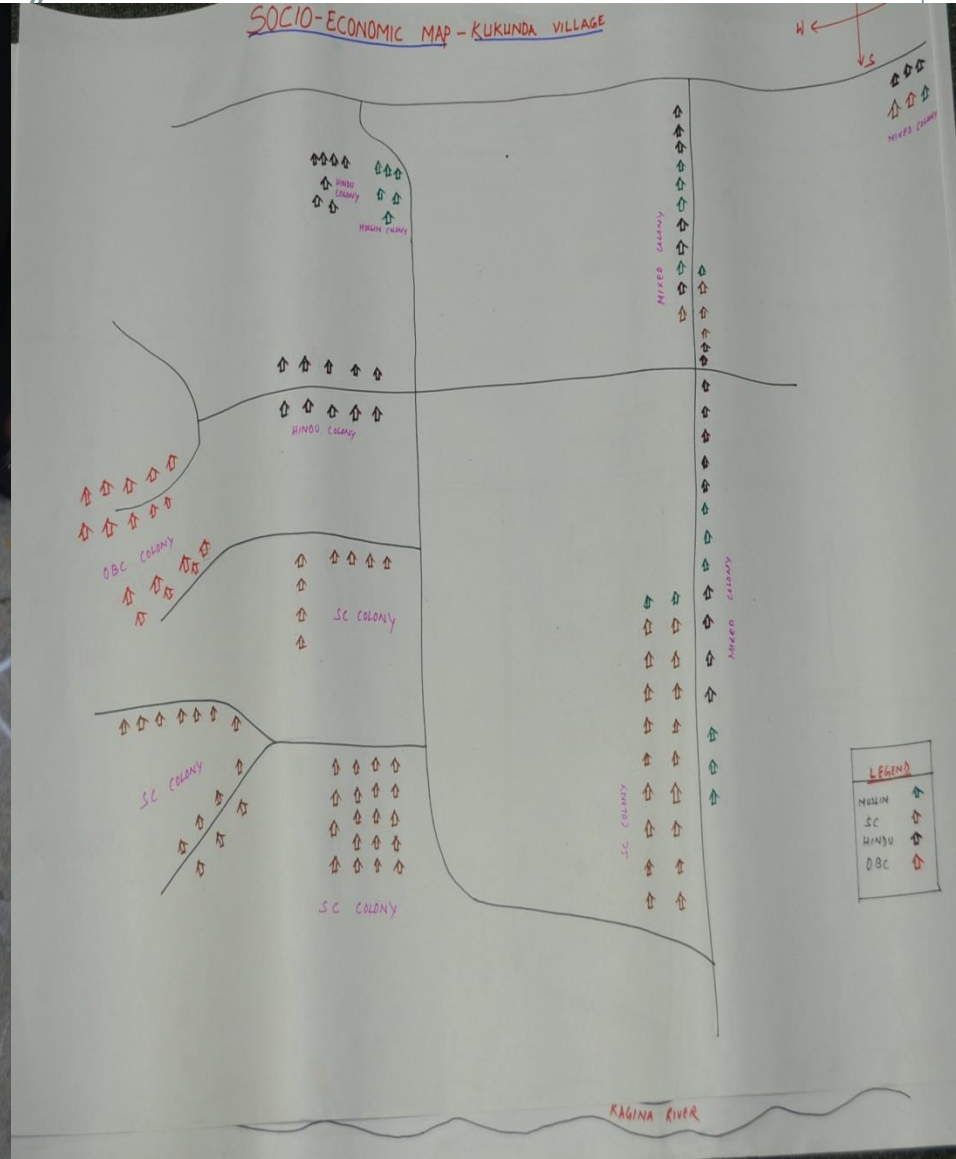 SOCIO-ECONOMIC MAP - KUKUNDA VILLAGE
W
S
MIXED COLONY
HINDU
COLONY
MUSLIM COLONY
MIXED COLONY
HINDU COLONY
OBC COLONY
SC COLONY
MIXED COLONY
SC COLONY
SC COLONY
SC COLONY
LEGEND
MUSLIM
SC
HINDU
OBC
KAGINA RIVER